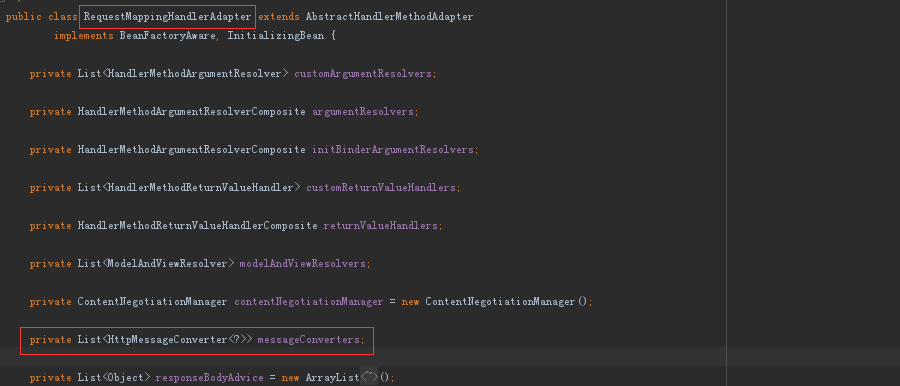 public class RequestMappingHandlerAdapter extends AbstractHandlerMethodAdapter
implements BeanFactoryAware, InitializingBean {
private List<HandlerMethodArgumentResolver> customArgumentResolvers;
private HandlerMethodArgumentResolverComposite argumentResolvers;
private HandlerMethodArgumentResolverComposite initBinderArgumentResolvers;
private List<HandlerMethodReturnValueHandler> customReturnValueHandlers;
private HandlerMethodReturnValueHandlerComposite returnValueHandlers;
private List<ModelAndViewResolver> modelAndViewResolvers;
private ContentNegotiationManager contentNegotiationManager = new ContentNegotiationManager();
private List<HttpMessageConverter<?>> messageConverters;
private List<Object> responseBodyAdvice = new ArrayList<~>();